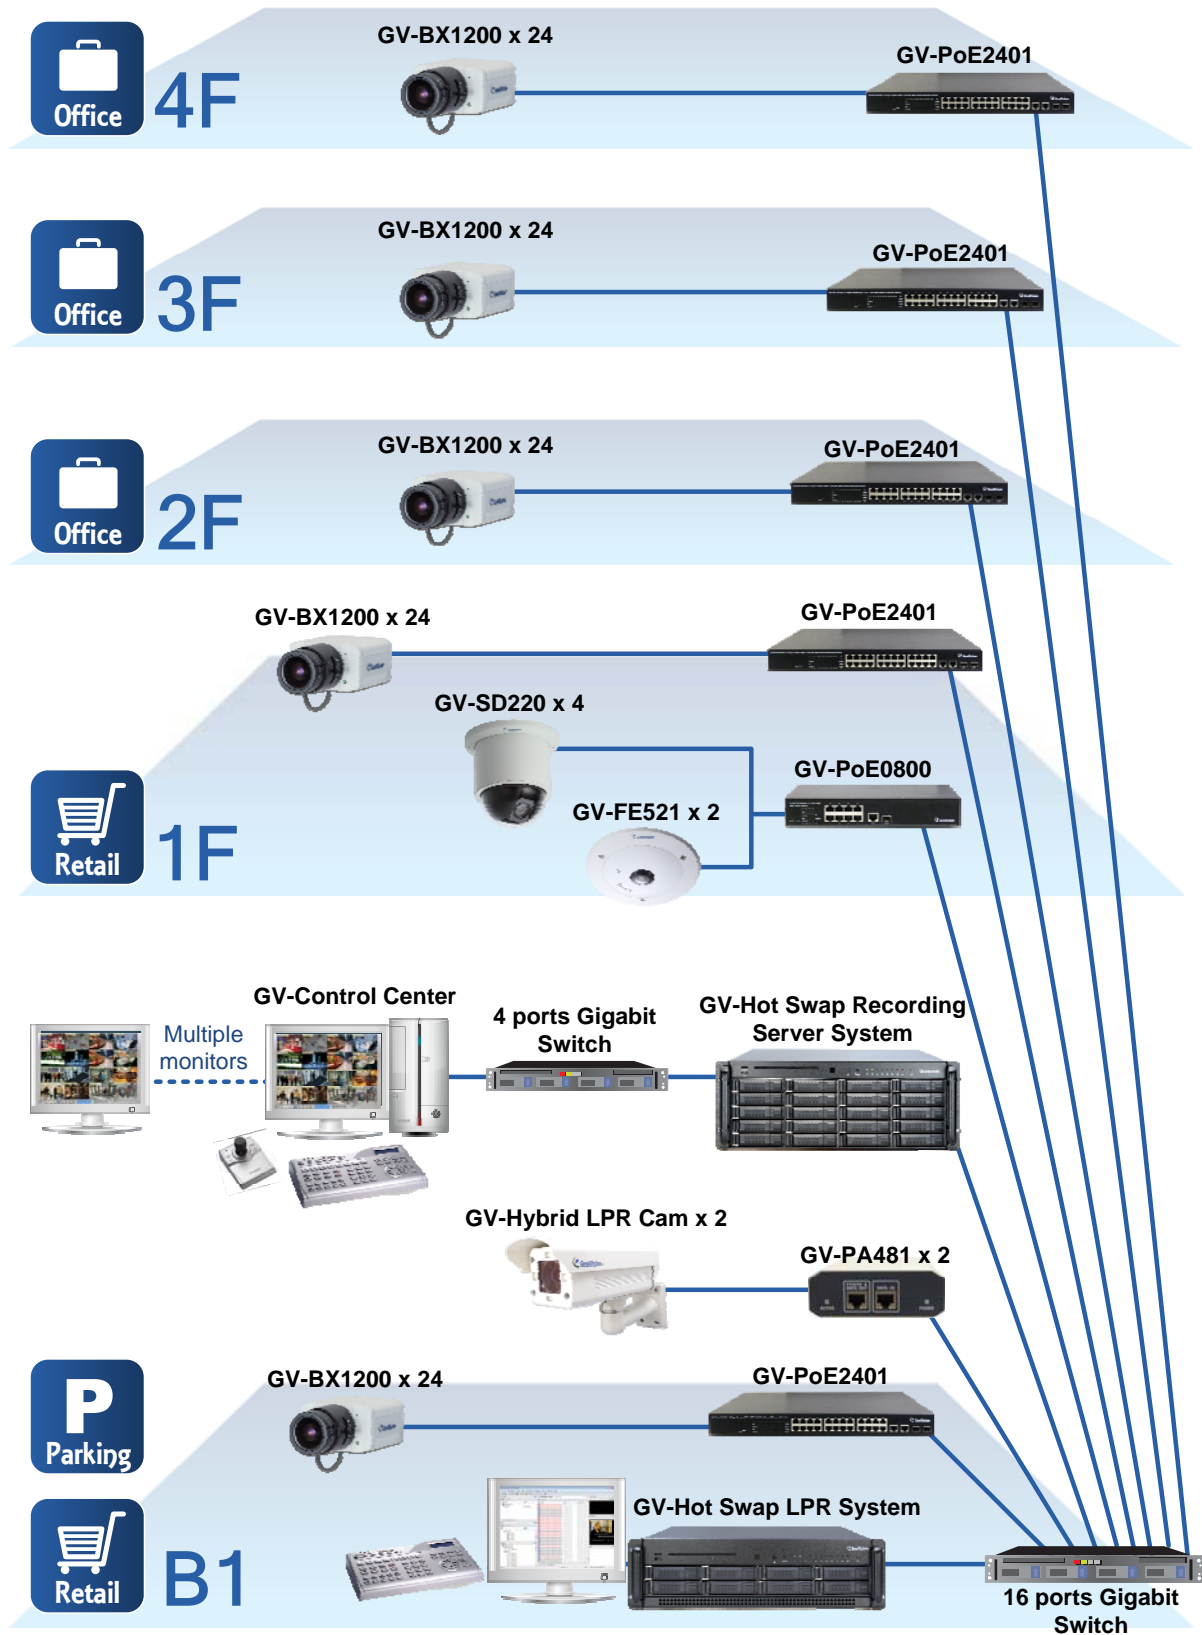 GV-BX1200 x 24
GV-PoE2401
Office
4F
GV-BX1200 x 24
GV-PoE2401
Office
3F
GV-BX1200 x 24
GV-PoE2401
Office
2F
GV-BX1200 x 24
GV-PoE2401
GV-SD220 x 4
GV-PoE0800
GV-FE521 x 2
Retail
1F
GV-Control Center
4 ports Gigabit
Switch
GV-Hot Swap Recording
Server System
Multiple
monitors
GV-Hybrid LPR Cam x 2
GV-PA481 x 2
GeoVision
P
Parking
GV-BX1200 x 24
GV-PoE2401
GV-Hot Swap LPR System
Retail
B1
16 ports Gigabit
Switch